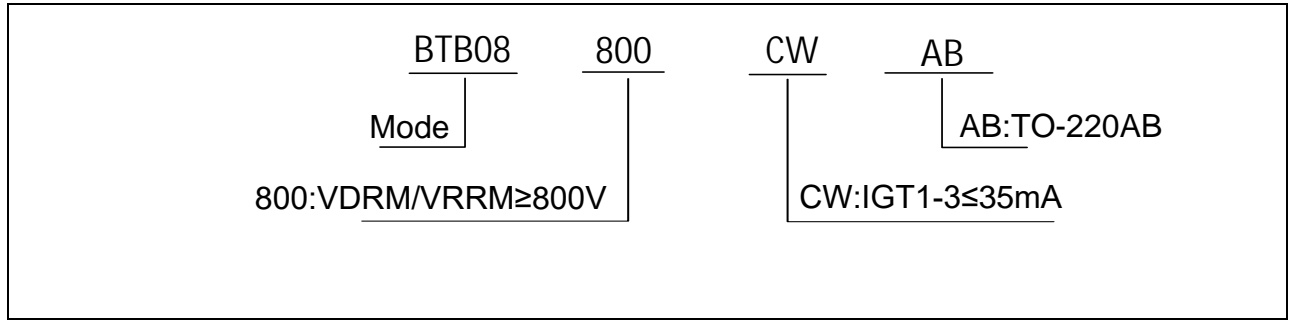 BTB08 800 CW AB
Mode AB:TO-220AB
800:VDRM/VRRM≥800V CW:IGT1-3≤35mA